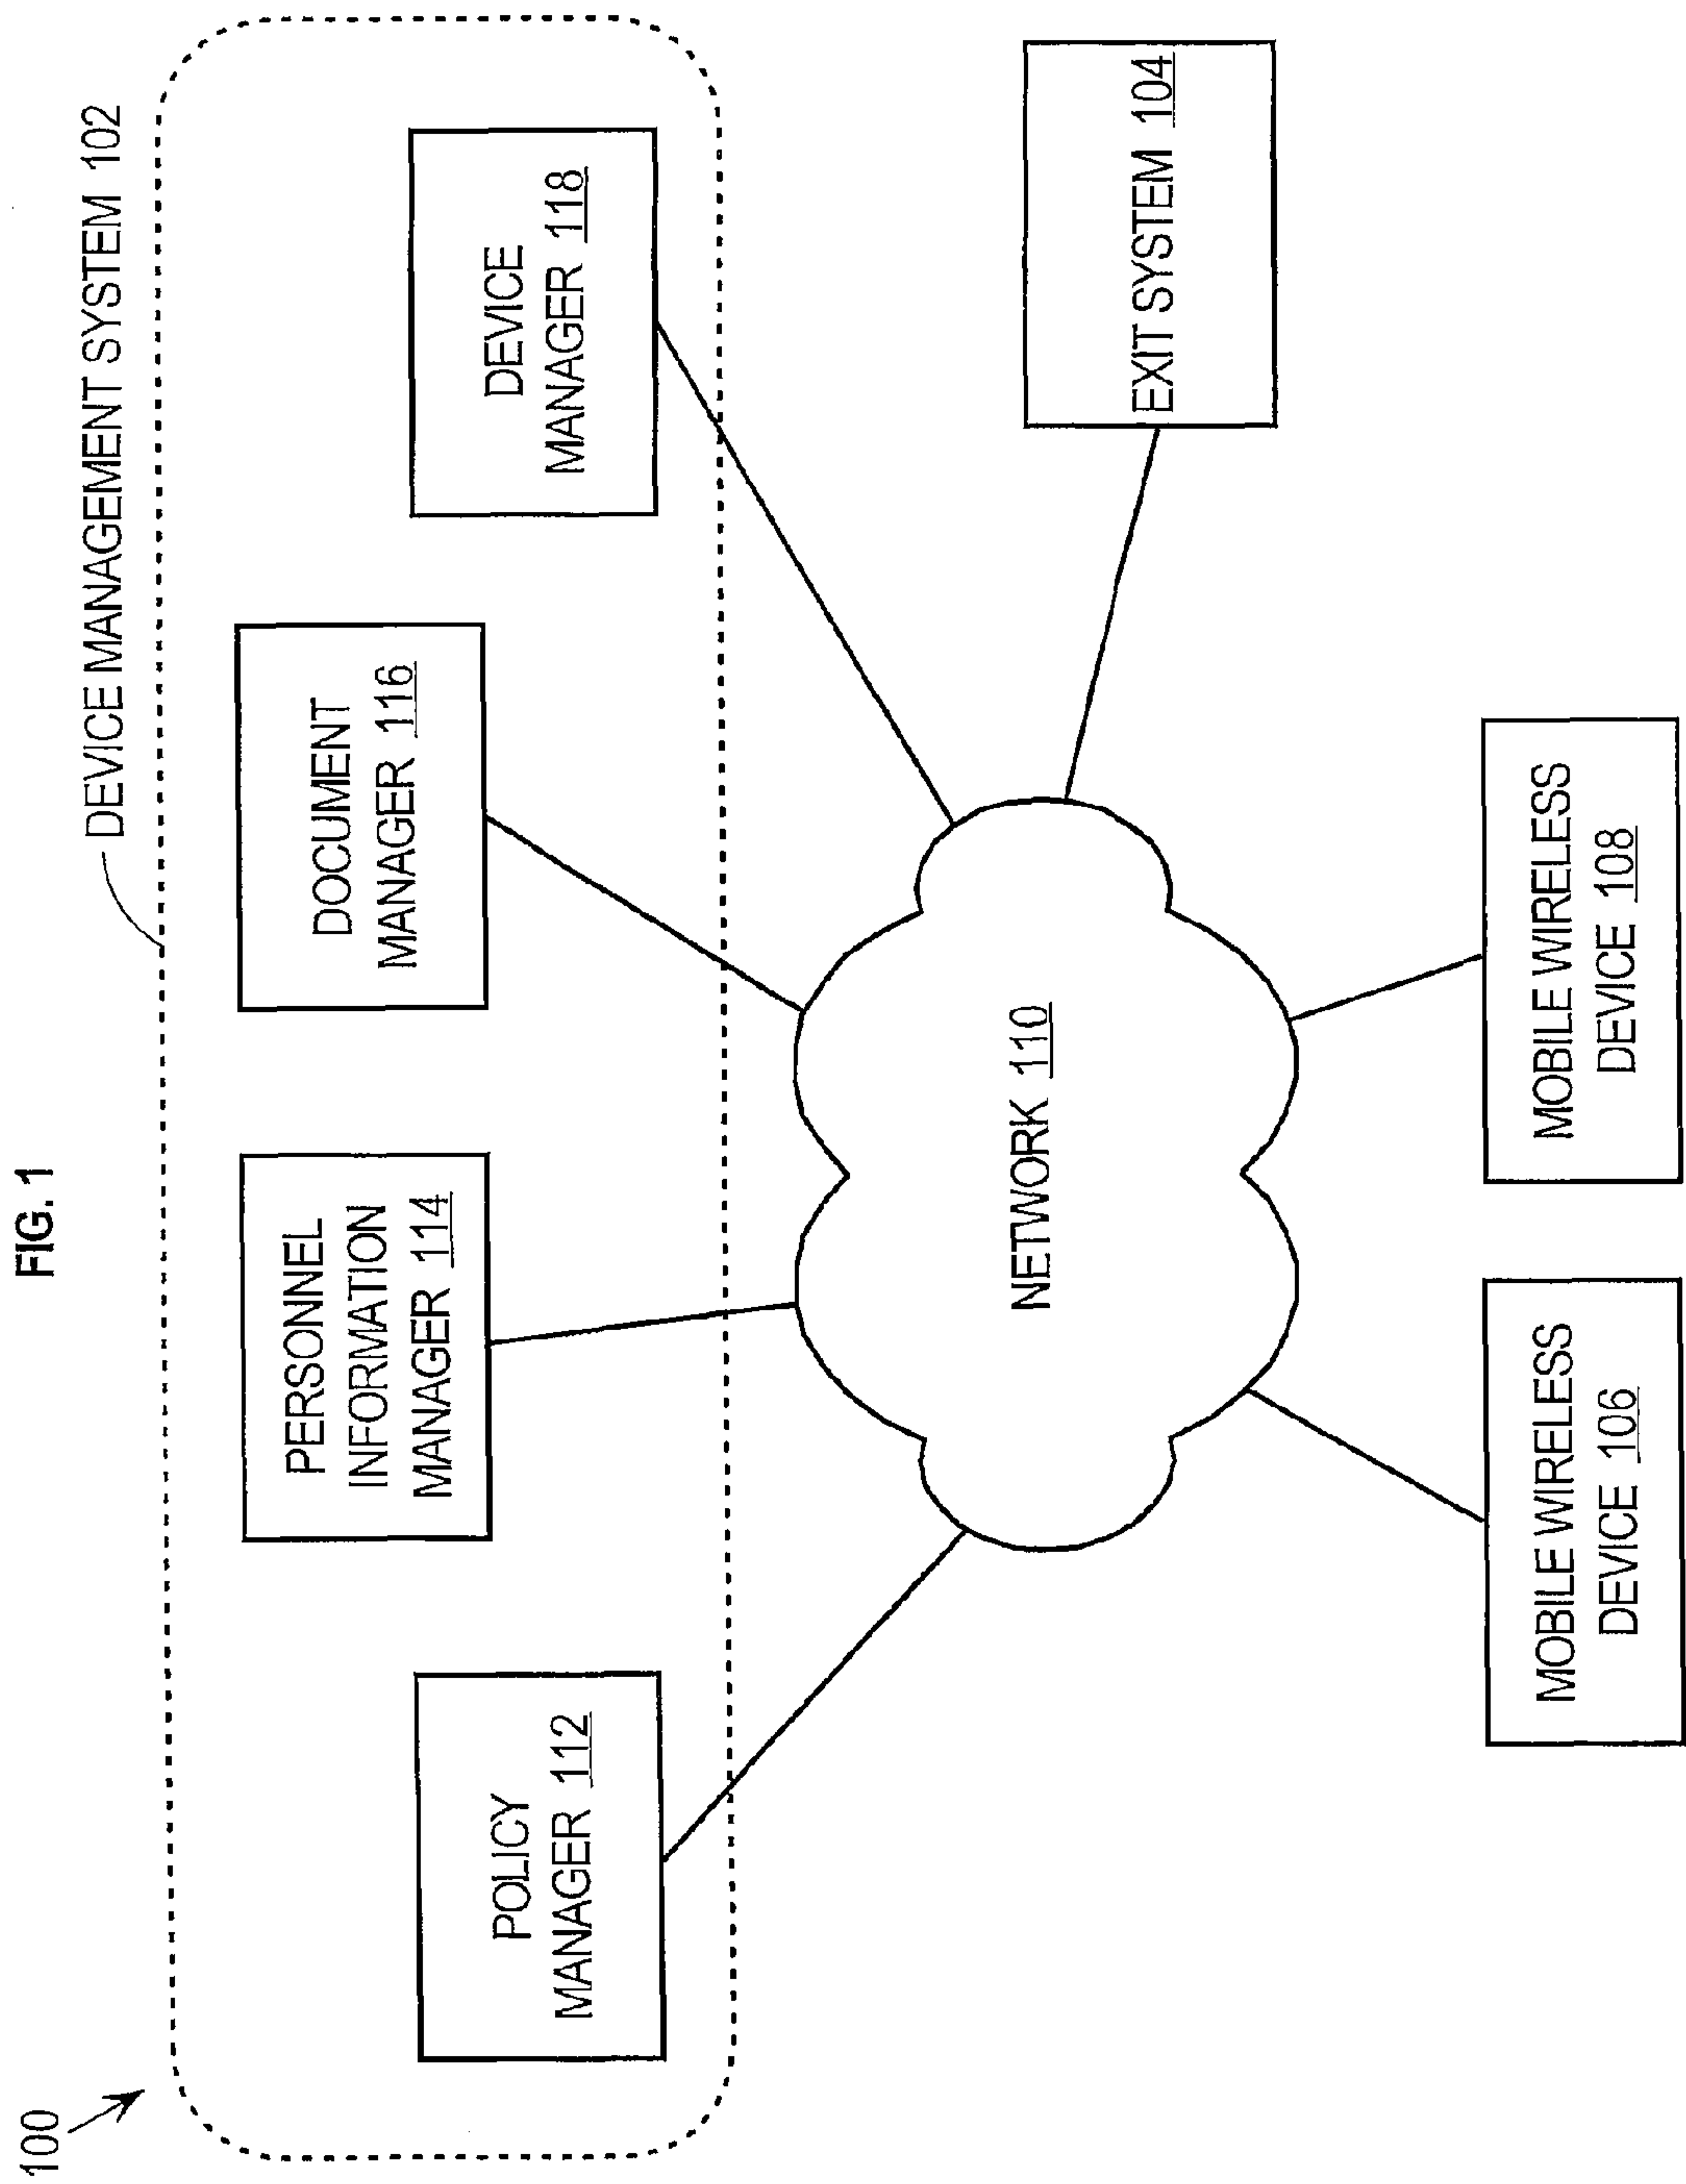 FIG. 1
100
DEVICE MANAGEMENT SYSTEM 102
POLICY
MANAGER 112
PERSONNEL
INFORMATION
MANAGER 114
DOCUMENT
MANAGER 116
DEVICE
MANAGER 118
NETWORK 110
EXIT SYSTEM 104
MOBILE WIRELESS
DEVICE 106
MOBILE WIRELESS
DEVICE 108